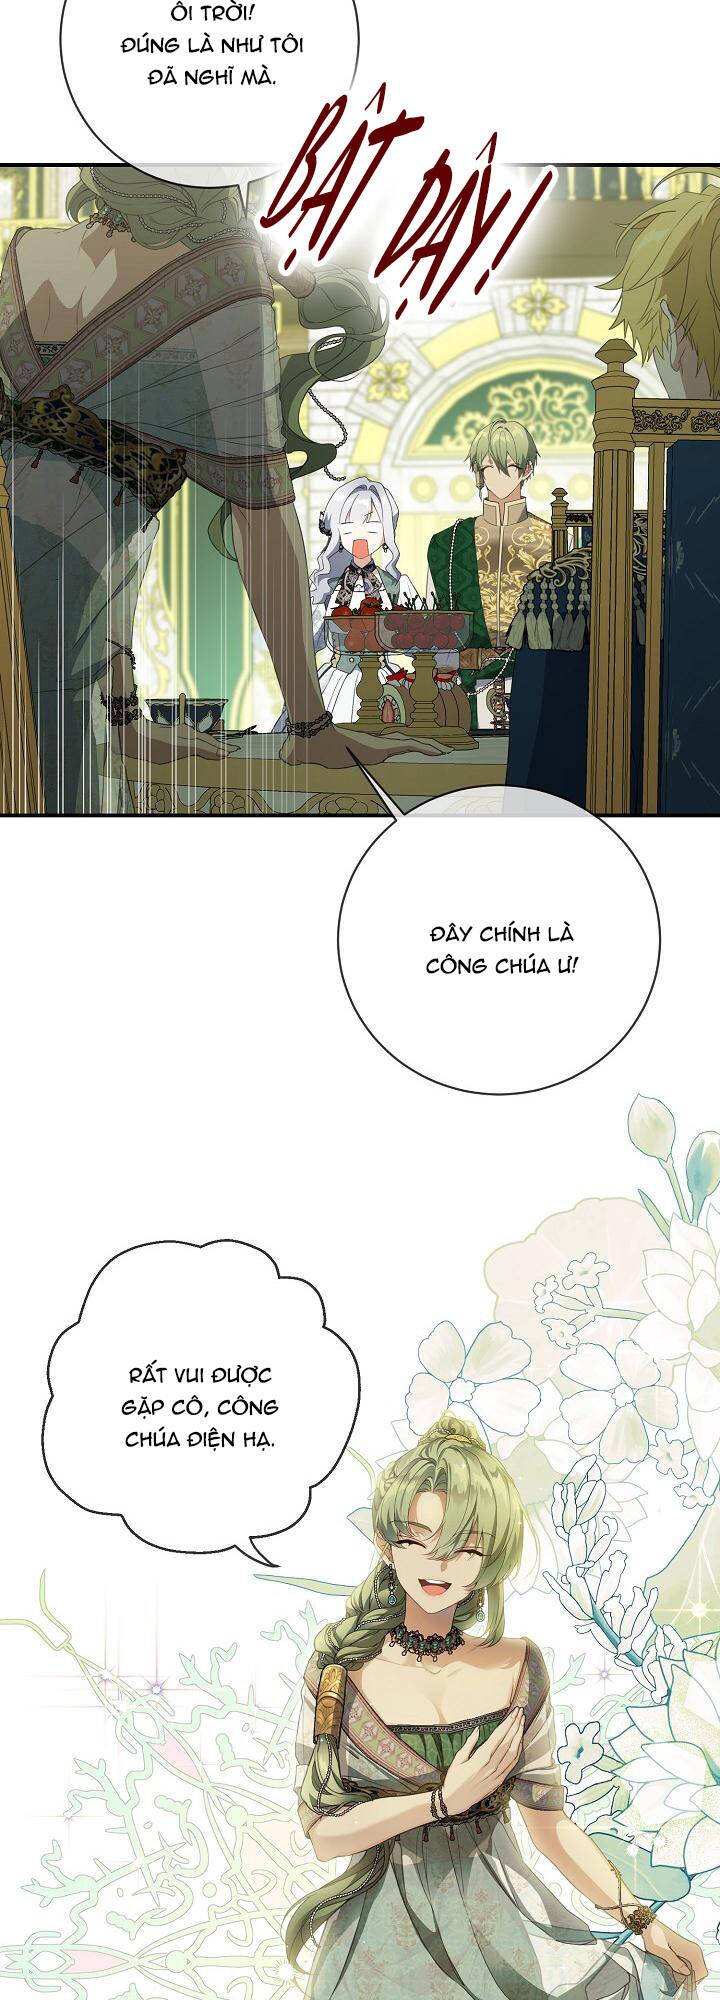 ÔI TRỜI!
ĐÚNG LÀ NHƯ TÔI
ĐÃ NGHĨ MÀ.
BẬT DẬY!
ĐÂY CHÍNH LÀ
CÔNG CHÚA Ư!
RẤT VUI ĐƯỢC
GẶP CÔ, CÔNG
CHÚA ĐIỆN HẠ.